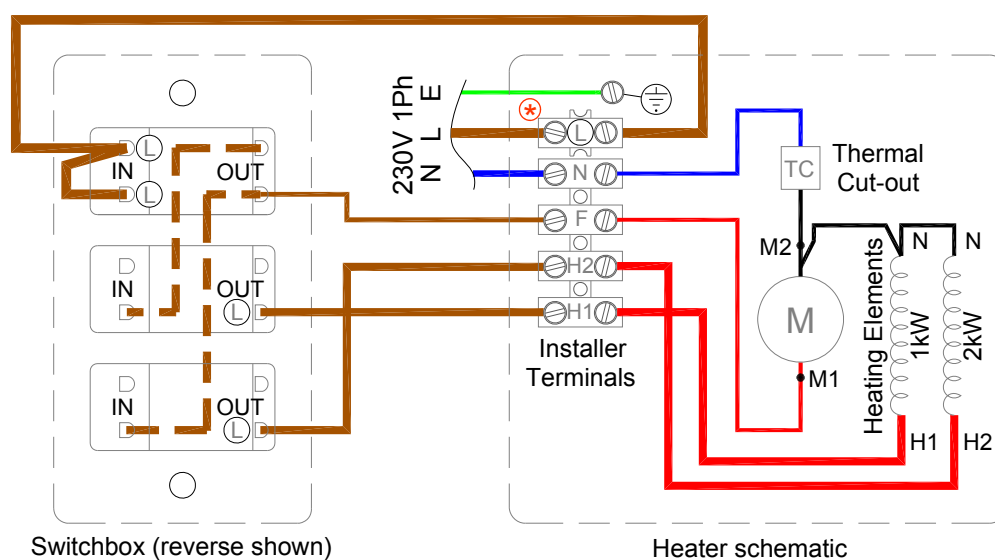 230V 1Ph
E
L
N
*
L
N
F
H2
H1
Installer
Terminals
L
IN
L
OUT
IN
OUT
L
IN
OUT
L
Switchbox (reverse shown)
TC
Thermal
Cut-out
M2
N
N
M
M1
Heating Elements
1kW
2kW
H1
H2
Heater schematic